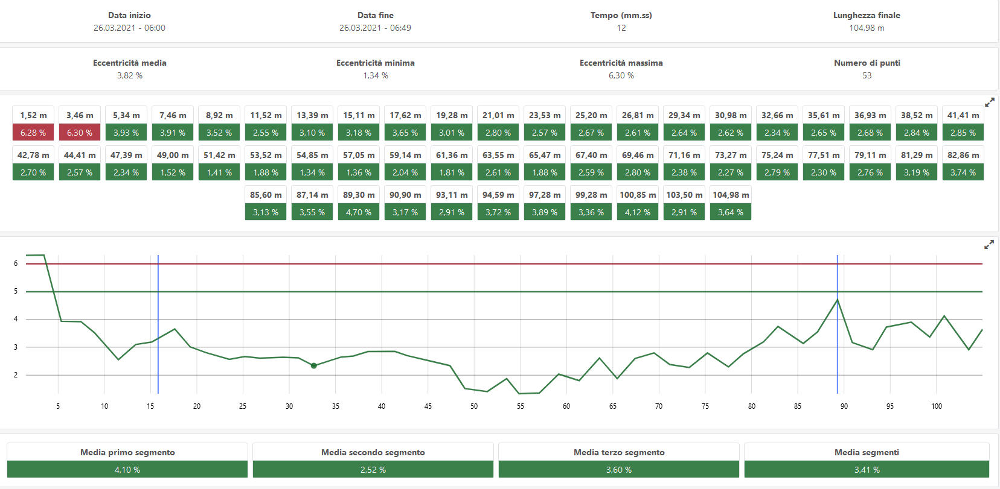 Data inizio Data fine Tempo (mm.ss) Lunghezza finale
26.03.2021 - 06:00 26.03.2021 - 06:49 12 104,98 m
Eccentricità media Eccentricità minima Eccentricità massima Numero di punti
3,82 % 1,34 % 6,30 % 53
1,52 m 3,46 m 5,34 m 7,46 m 8,92 m 11,52 m 13,39 m 15,11 m 17,62 m 19,28 m 21,01 m 23,53 m 25,20 m 26,81 m 29,34 m 30,98 m 32,66 m 35,61 m 36,93 m 38,52 m 41,41 m
6,28 % 6,30 % 3,93 % 3,91 % 3,52 % 2,55 % 3,10 % 3,18 % 3,65 % 3,01 % 2,80 % 2,57 % 2,67 % 2,61 % 2,64 % 2,62 % 2,34 % 2,65 % 2,68 % 2,84 % 2,85 %
42,78 m 44,41 m 47,39 m 49,00 m 51,42 m 53,52 m 54,85 m 57,05 m 59,14 m 61,36 m 63,55 m 65,47 m 67,40 m 69,46 m 71,16 m 73,27 m 75,24 m 77,51 m 79,11 m 81,29 m 82,86 m
2,70 % 2,57 % 2,34 % 1,52 % 1,41 % 1,88 % 1,34 % 1,36 % 2,04 % 1,81 % 2,61 % 1,88 % 2,59 % 2,80 % 2,38 % 2,27 % 2,79 % 2,30 % 2,76 % 3,19 % 3,74 %
85,60 m 87,14 m 89,30 m 90,90 m 93,11 m 94,59 m 97,28 m 99,28 m 100,85 m 103,50 m 104,98 m
3,13 % 3,55 % 4,70 % 3,17 % 2,91 % 3,72 % 3,89 % 3,36 % 4,12 % 2,91 % 3,64 %
6
5
4
3
2
5 10 15 20 25 30 35 40 45 50 55 60 65 70 75 80 85 90 95 100
Media primo segmento Media secondo segmento Media terzo segmento Media segmenti
4,10 % 2,52 % 3,60 % 3,41 %